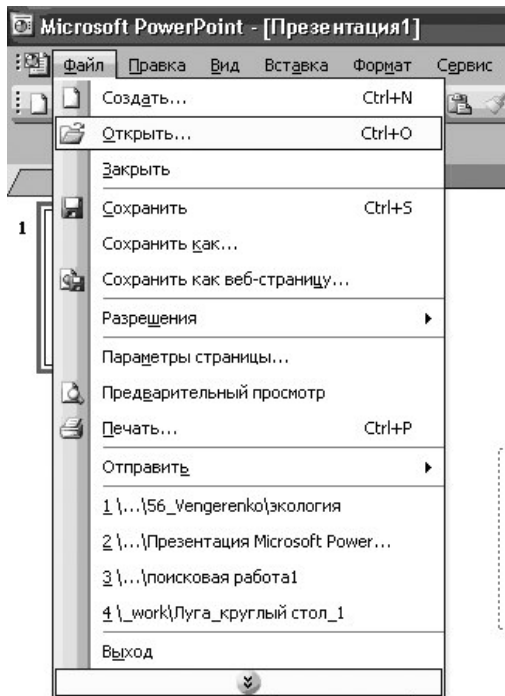 Microsoft PowerPoint - [Презентация1]
Файл Правка Вид Вставка Формат Сервис
Создать... Ctrl+N
Открыть... Ctrl+O
Закрыть
Сохранить Ctrl+S
1
Сохранить как...
Сохранить как веб-страницу...
Разрешения
Параметры страницы...
Предварительный просмотр
Печать... Ctrl+P
Отправить
1 \...\56_Vengerenko\экология
2 \...\Презентация Microsoft Power...
3 \...\поисковая работа1
4 \_work\Луга_круглый стол_1
Выход